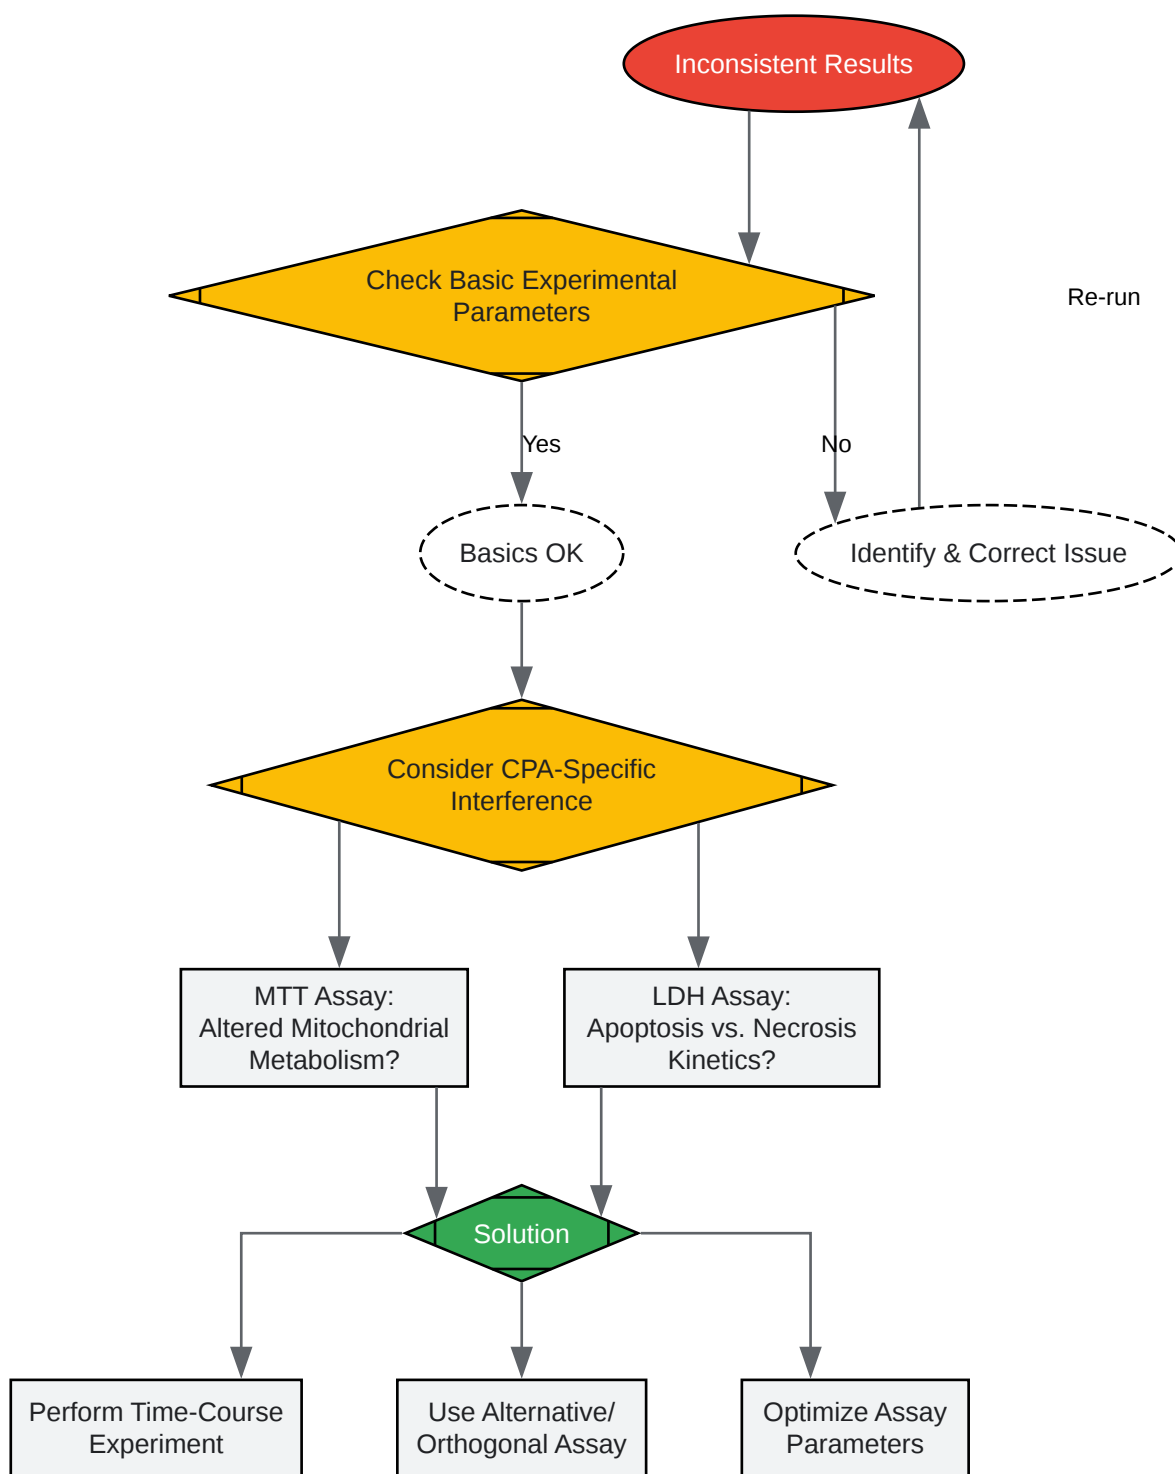 Inconsistent Results
Check Basic Experimental
Parameters
Re-run
Yes
No
Basics OK
Identify & Correct Issue
Consider CPA-Specific
Interference
MTT Assay:
Altered Mitochondrial
Metabolism?
LDH Assay:
Apoptosis vs. Necrosis
Kinetics?
Solution
Perform Time-Course
Experiment
Use Alternative/
Orthogonal Assay
Optimize Assay
Parameters